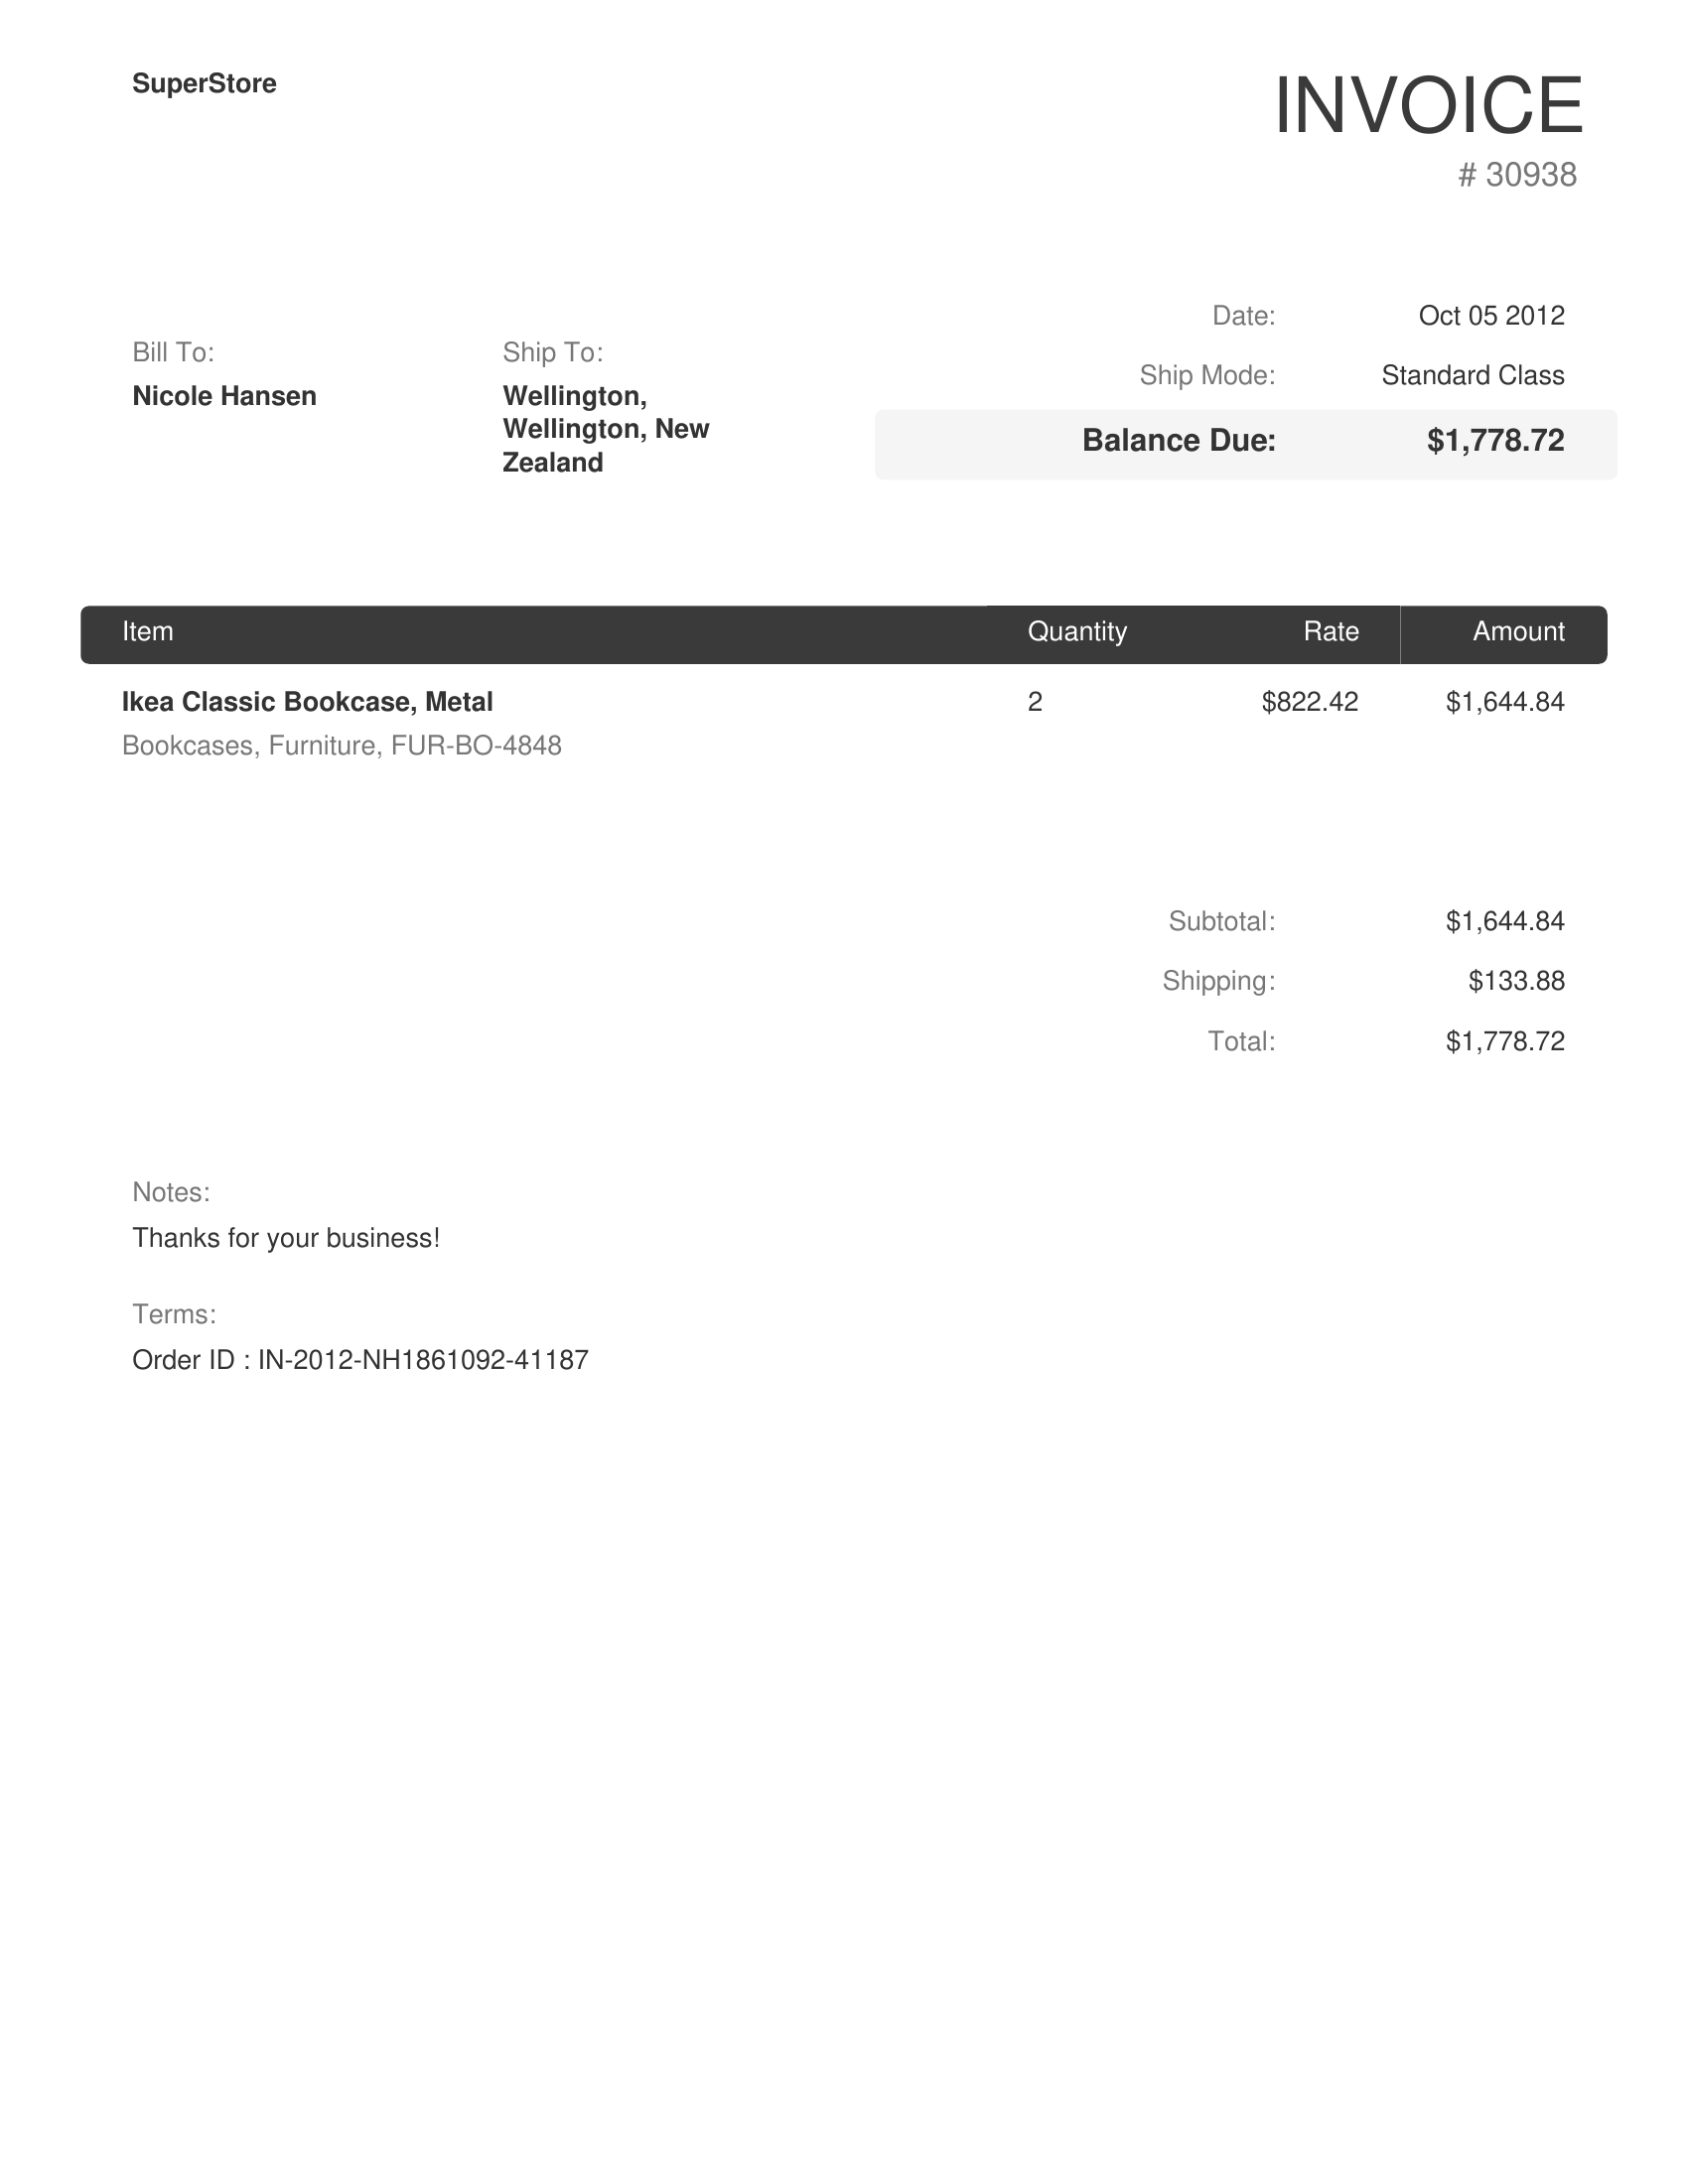 SuperStore
INVOICE
# 30938
Date: Oct 05 2012
Ship Mode: Standard Class
Balance Due: $1,778.72
Bill To:
Nicole Hansen
Ship To:
Wellington,
Wellington, New
Zealand
Item Quantity Rate Amount
Ikea Classic Bookcase, Metal 2 $822.42 $1,644.84
Bookcases, Furniture, FUR-BO-4848
Subtotal: $1,644.84
Shipping: $133.88
Total: $1,778.72
Notes:
Thanks for your business!
Terms:
Order ID : IN-2012-NH1861092-41187